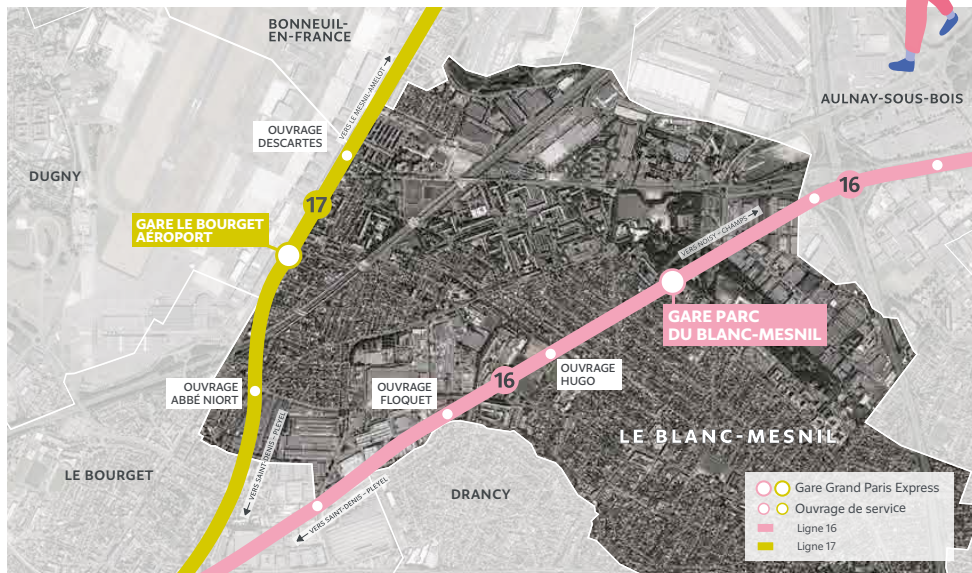 BONNEUIL-
EN-FRANCE
AULNAY-SOUS-BOIS
VERS LE MESNIL-AMELOT
OUVRAGE
DESCARTES
DUGNY
16
17
GARE LE BOURGET
AÉROPORT
VERS NOISY – CHAMPS
GARE PARC
DU BLANC-MESNIL
OUVRAGE
HUGO
16
OUVRAGE
ABBÉ NIORT
OUVRAGE
FLOQUET
LE BLANC-MESNIL
VERS SAINT-DENIS – PLEYEL
LE BOURGET
VERS SAINT-DENIS – PLEYEL
DRANCY
Gare Grand Paris Express
Ouvrage de service
Ligne 16
Ligne 17